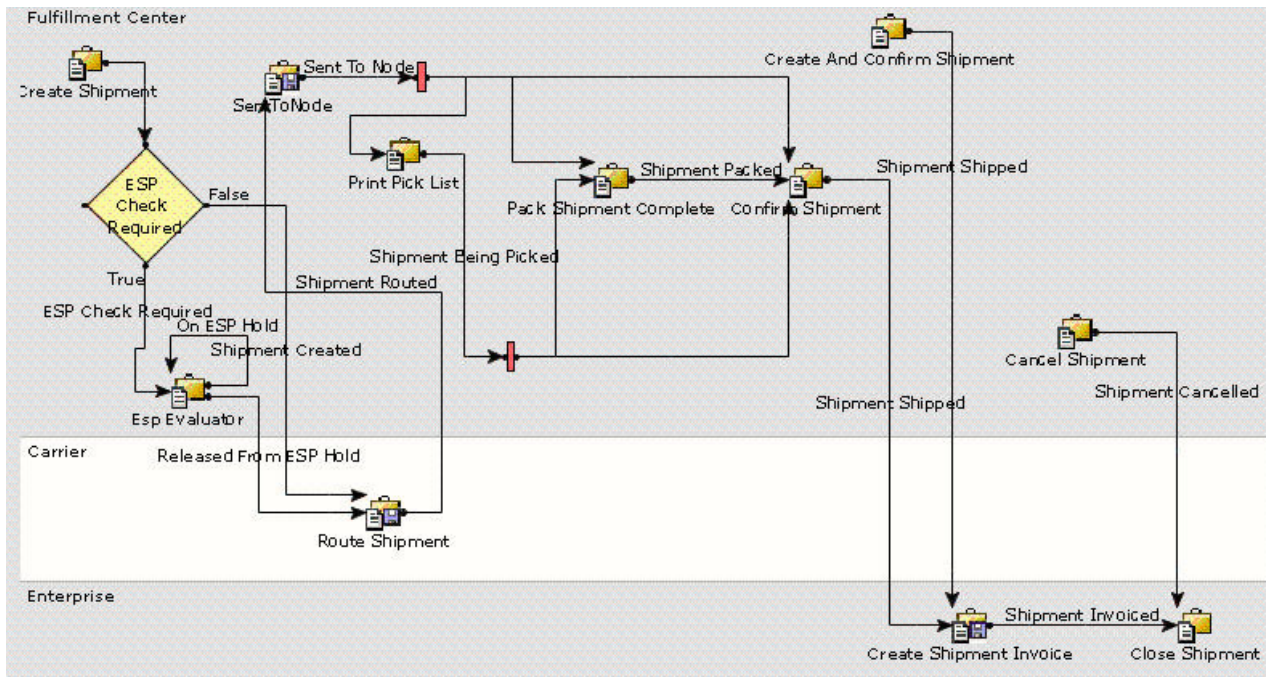 Fulfillment Center
Create And Confirm Shipment
Sent To Node
Create Shipment
SentToNode
Print Pick List
Shipment Packed
Shipment Shipped
ESP
Check
Required
False
Pack Shipment Complete
Confirm Shipment
Shipment Being Picked
True
Shipment Routed
ESP Check Required
On ESP Hold
Shipment Created
Cancel Shipment
Shipment Cancelled
Shipment Shipped
Esp Evaluator
Carrier
Released From ESP Hold
Route Shipment
Enterprise
Shipment Invoiced
Create Shipment Invoice
Close Shipment